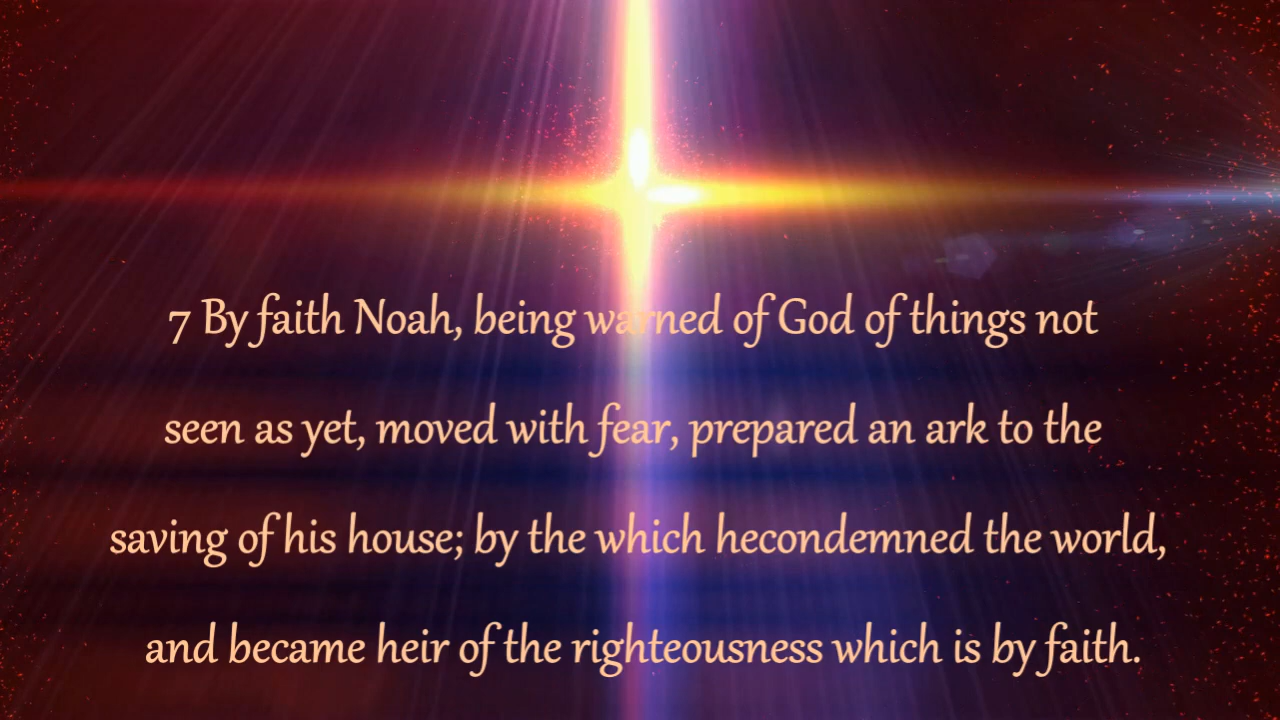 7 By faith Noah, being warned of God of things not
seen as yet, moved with fear, prepared an ark to the
saving of his house; by the which hecondemned the world,
and became heir of the righteousness which is by faith.